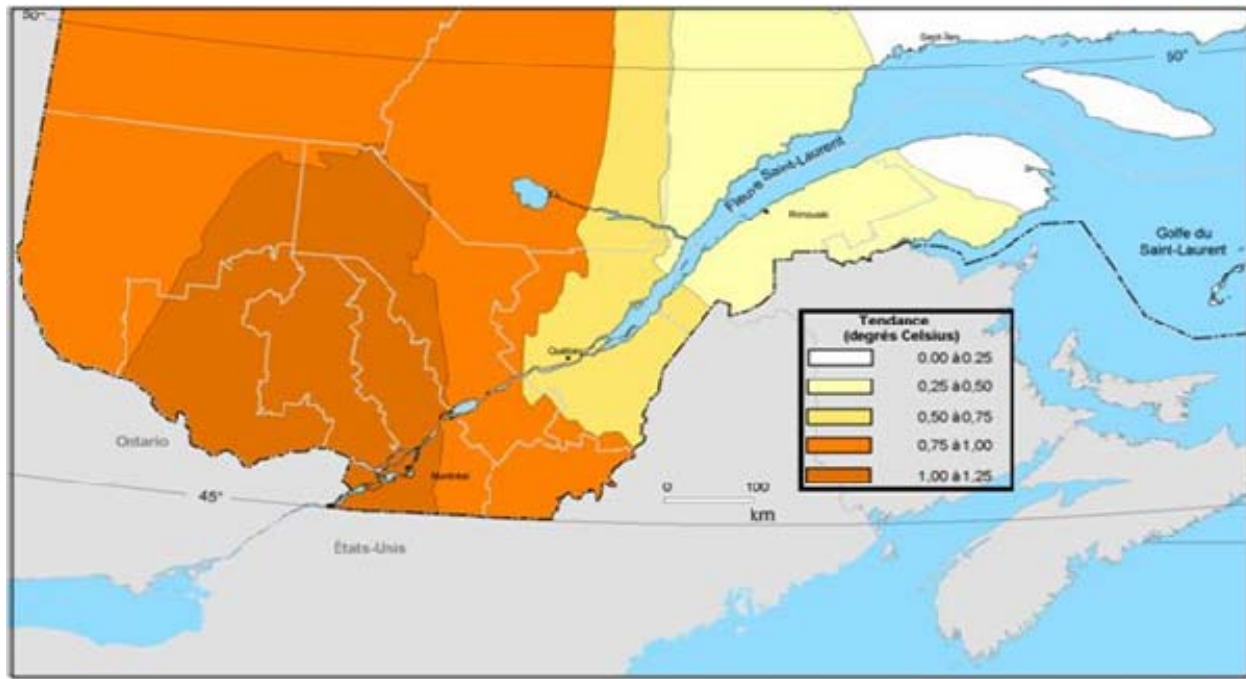 50°
Sept-Îles
50°
Fleuve Saint-Laurent
Rimouski
Golfe du
Saint-Laurent
Québec
Tendance
(degrés Celsius)
0.00 à 0.25
0,25 à 0,50
0,50 à 0,75
0,75 à 1,00
1,00 à 1,25
Ontario
Montréal
45°
0 100
km
États-Unis